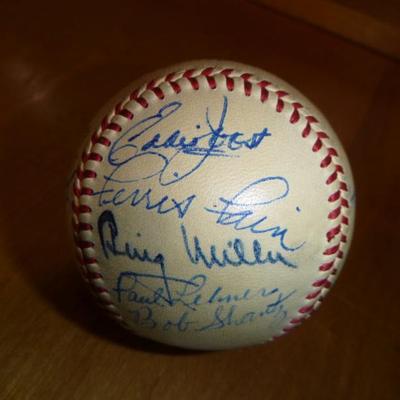 Eddie Joost
Ferris Fain
Bing Miller
Paul Lehner
Bob Shantz